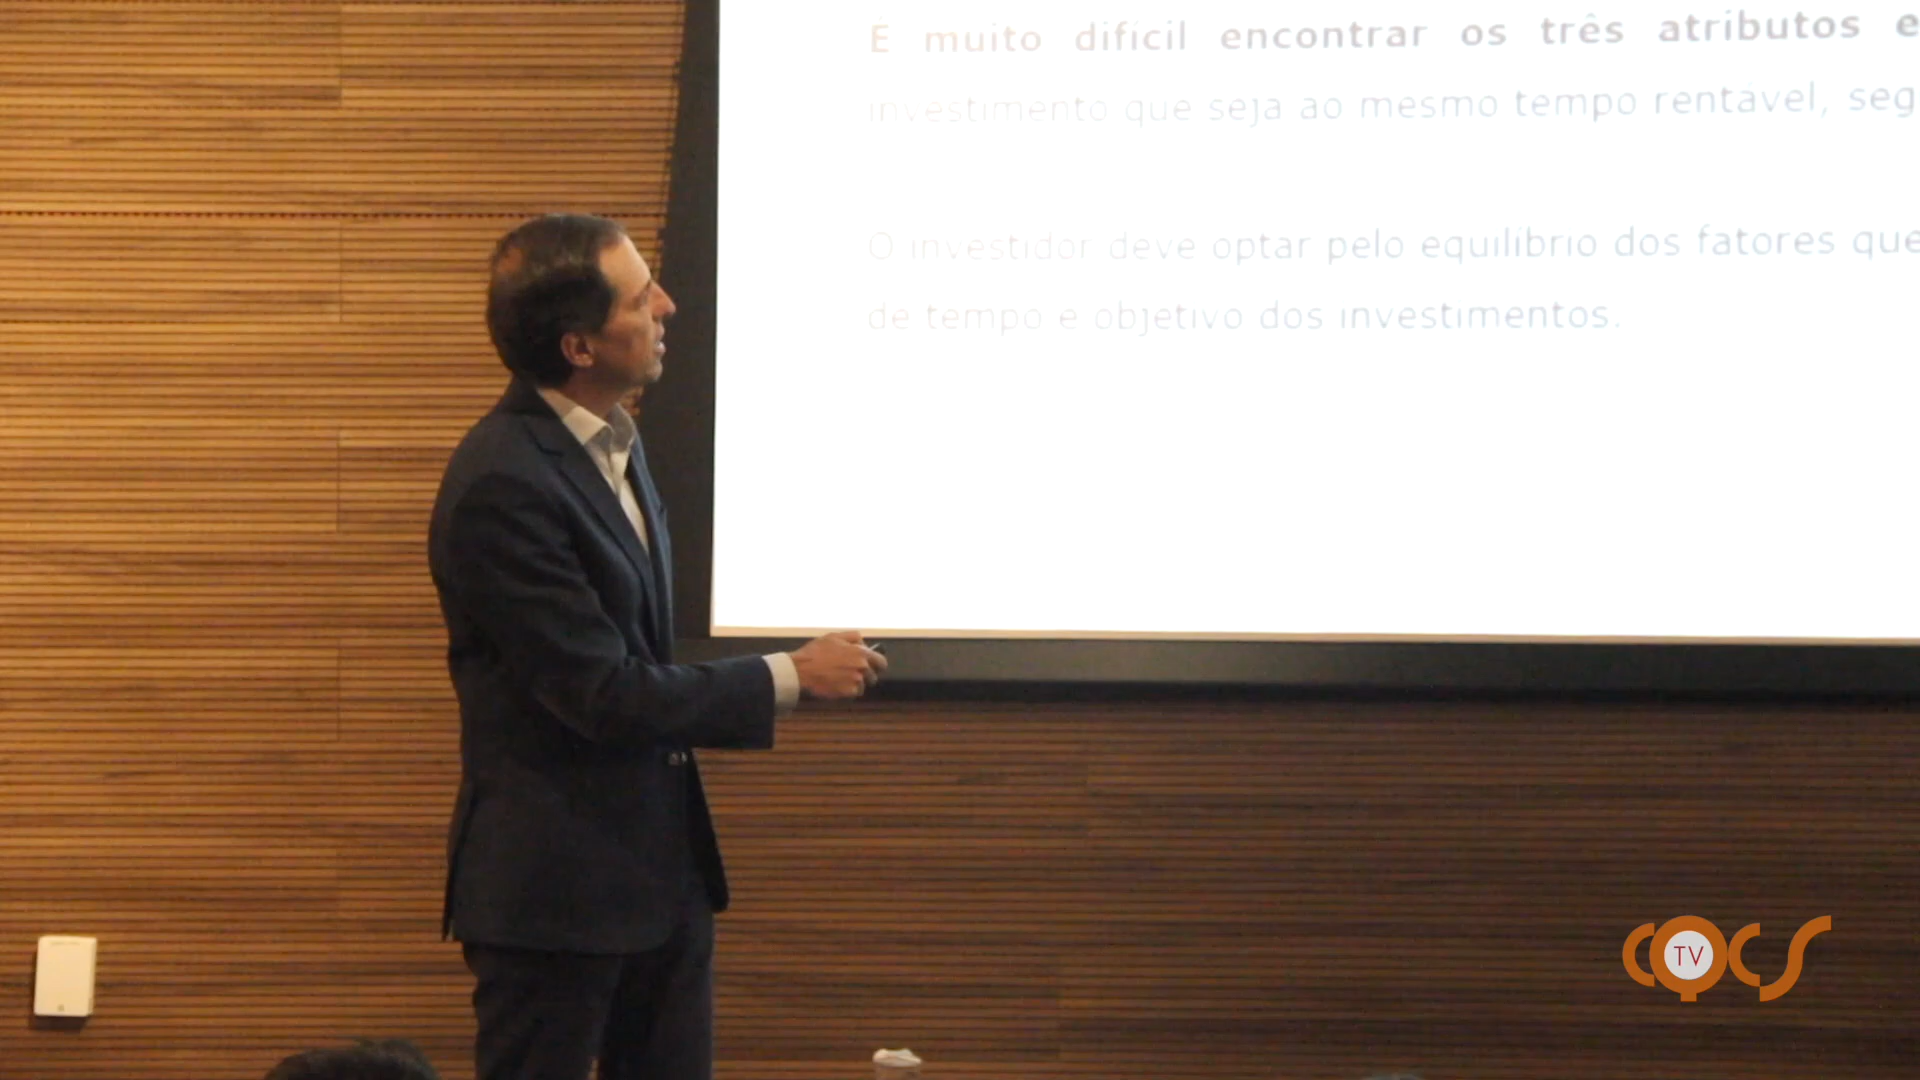 É muito difícil encontrar os três atributos
investimento que seja ao mesmo tempo rentável, seg
O investidor deve optar pelo equilíbrio dos fatores que
de tempo e objetivo dos investimentos.
CQCS
TV